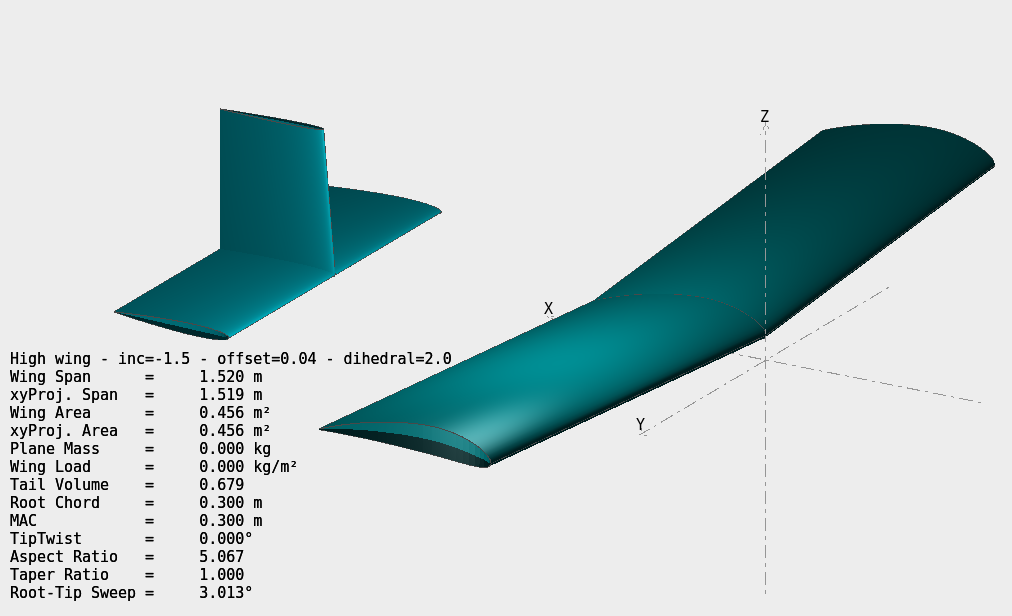 Z
X
Y
High wing - inc=-1.5 - offset=0.04 - dihedral=2.0
Wing Span      =     1.520 m
xyProj. Span   =     1.519 m
Wing Area      =     0.456 m²
xyProj. Area   =     0.456 m²
Plane Mass     =     0.000 kg
Wing Load      =     0.000 kg/m²
Tail Volume    =     0.679
Root Chord     =     0.300 m
MAC            =     0.300 m
TipTwist       =     0.000°
Aspect Ratio   =     5.067
Taper Ratio    =     1.000
Root-Tip Sweep =     3.013°